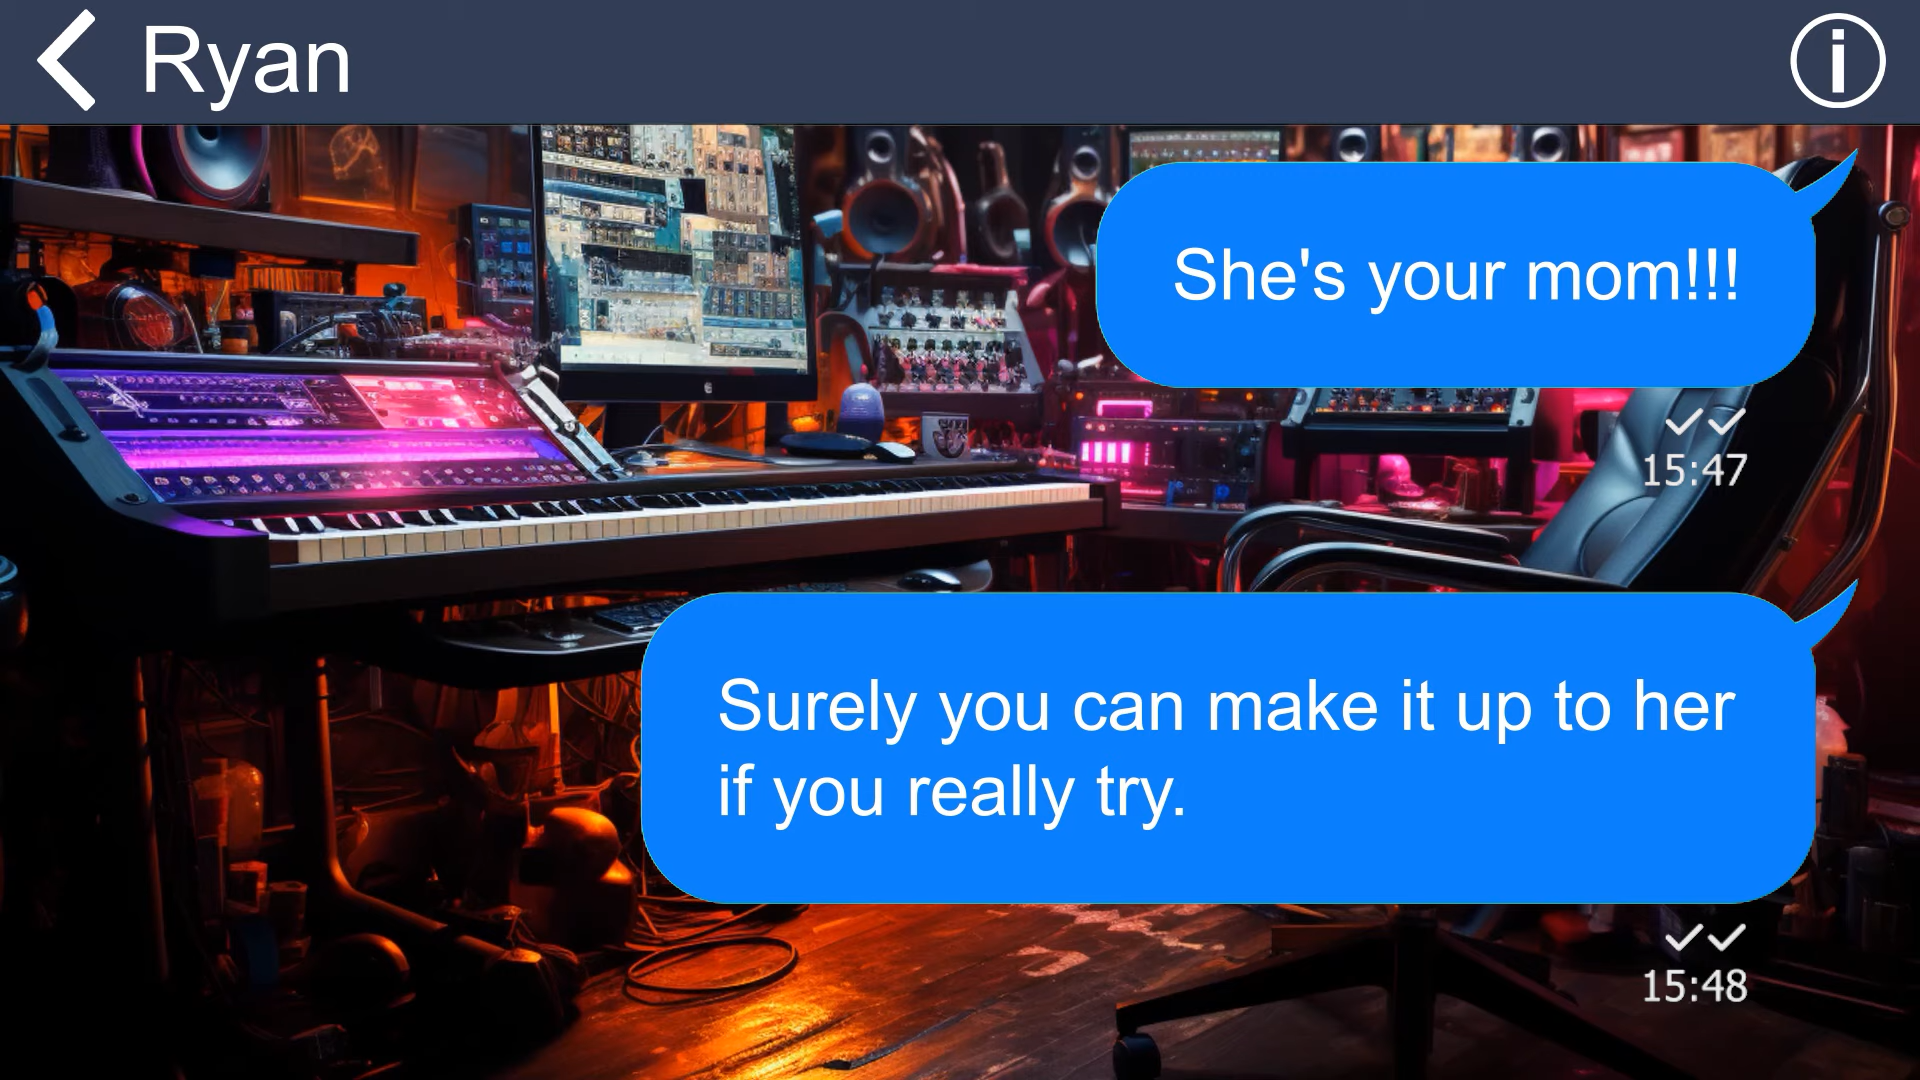 Ryan
She's your mom!!!
15:47
Surely you can make it up to her
if you really try.
15:48